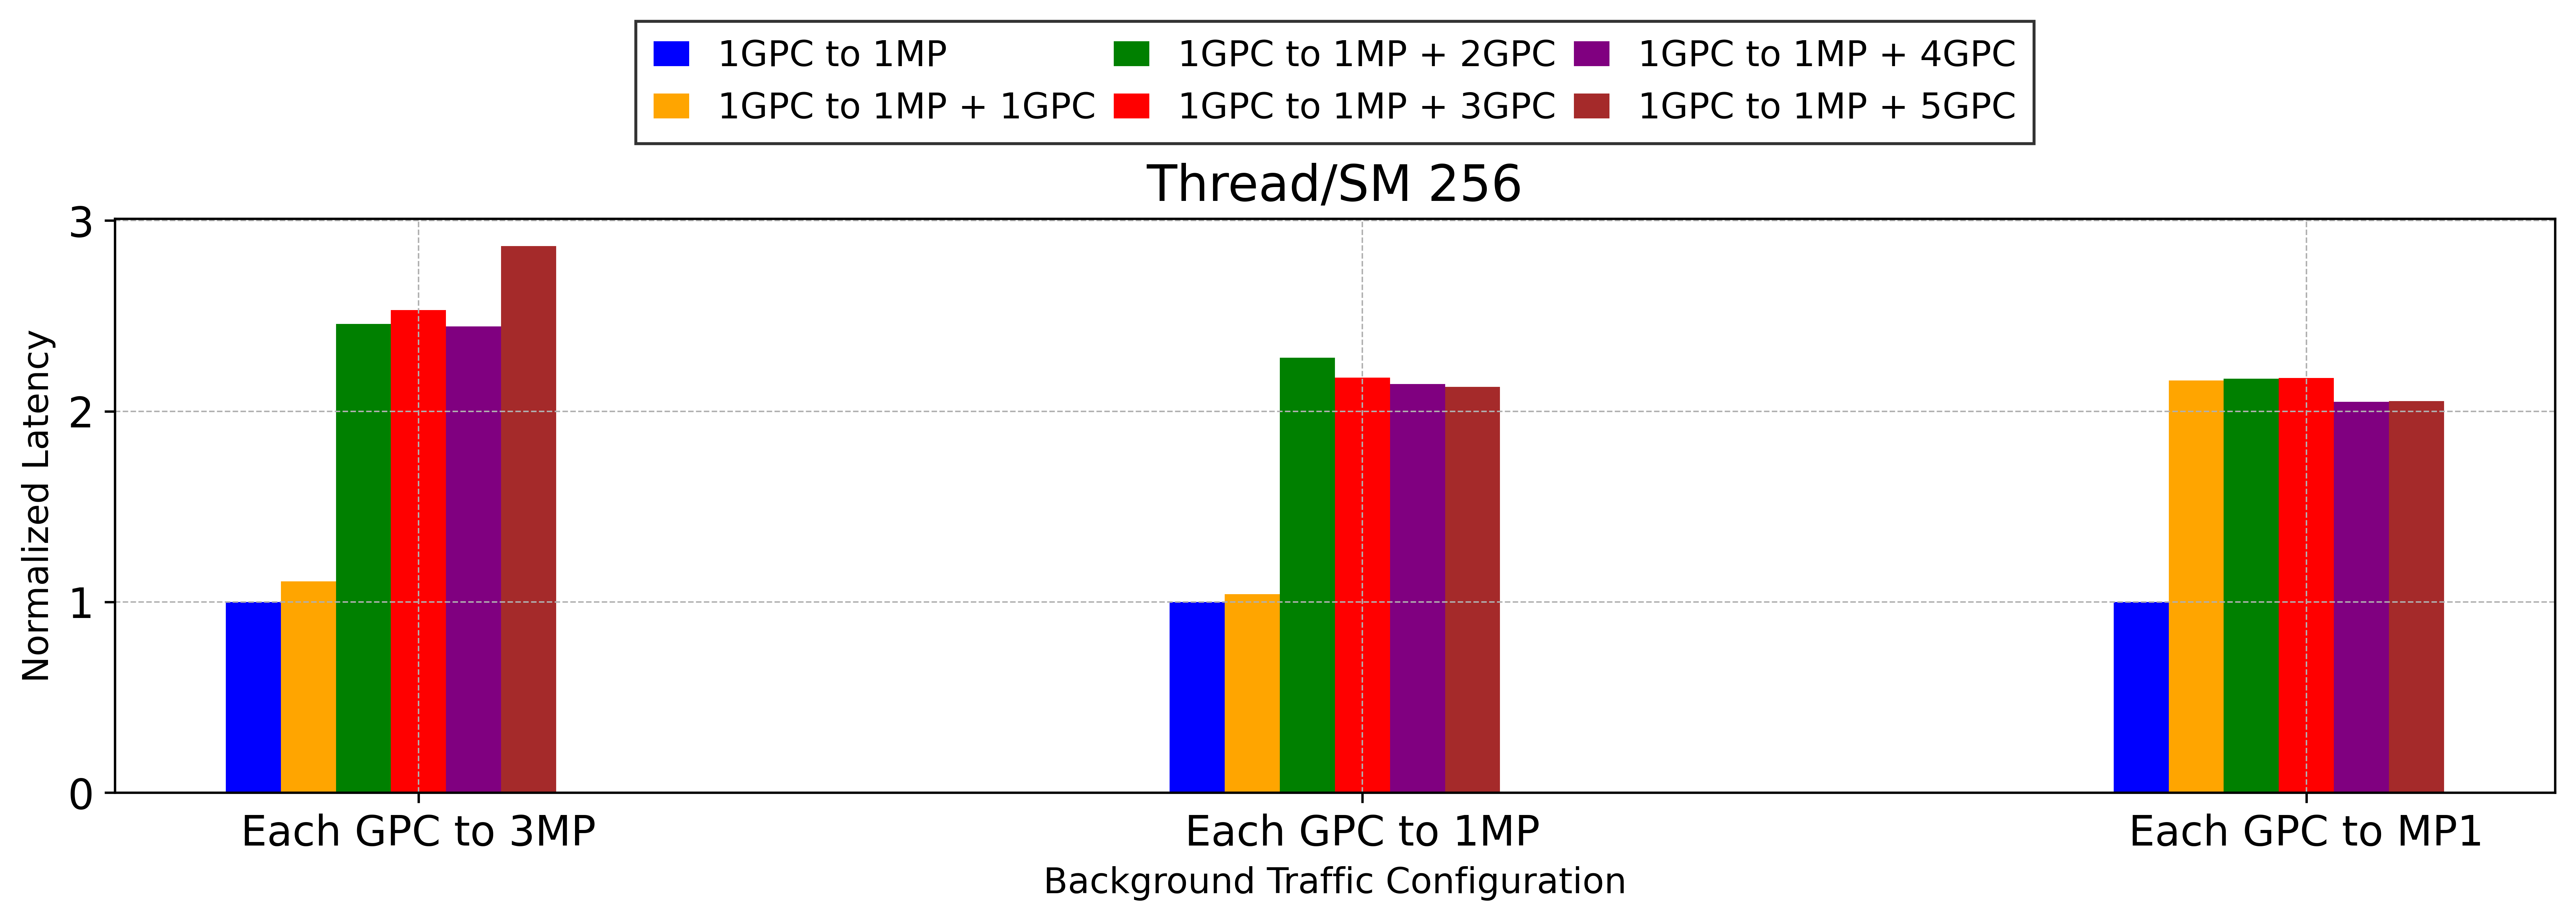 1GPC to 1MP
1GPC to 1MP + 1GPC
1GPC to 1MP + 2GPC
1GPC to 1MP + 3GPC
1GPC to 1MP + 4GPC
1GPC to 1MP + 5GPC
Thread/SM 256
Normalized Latency
3
2
1
0
Each GPC to 3MP
Each GPC to 1MP
Each GPC to MP1
Background Traffic Configuration